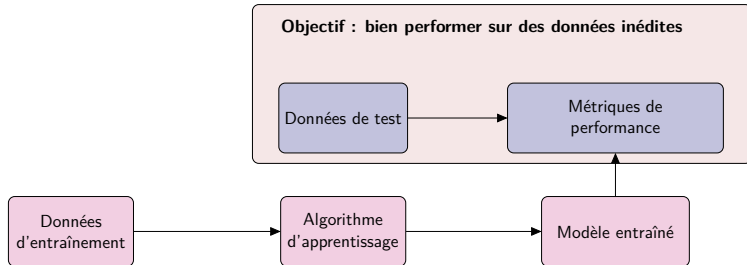 Objectif : bien performer sur des données inédites
Données de test
Métriques de
performance
Données
d'entraînement
Algorithme
d'apprentissage
Modèle entraîné